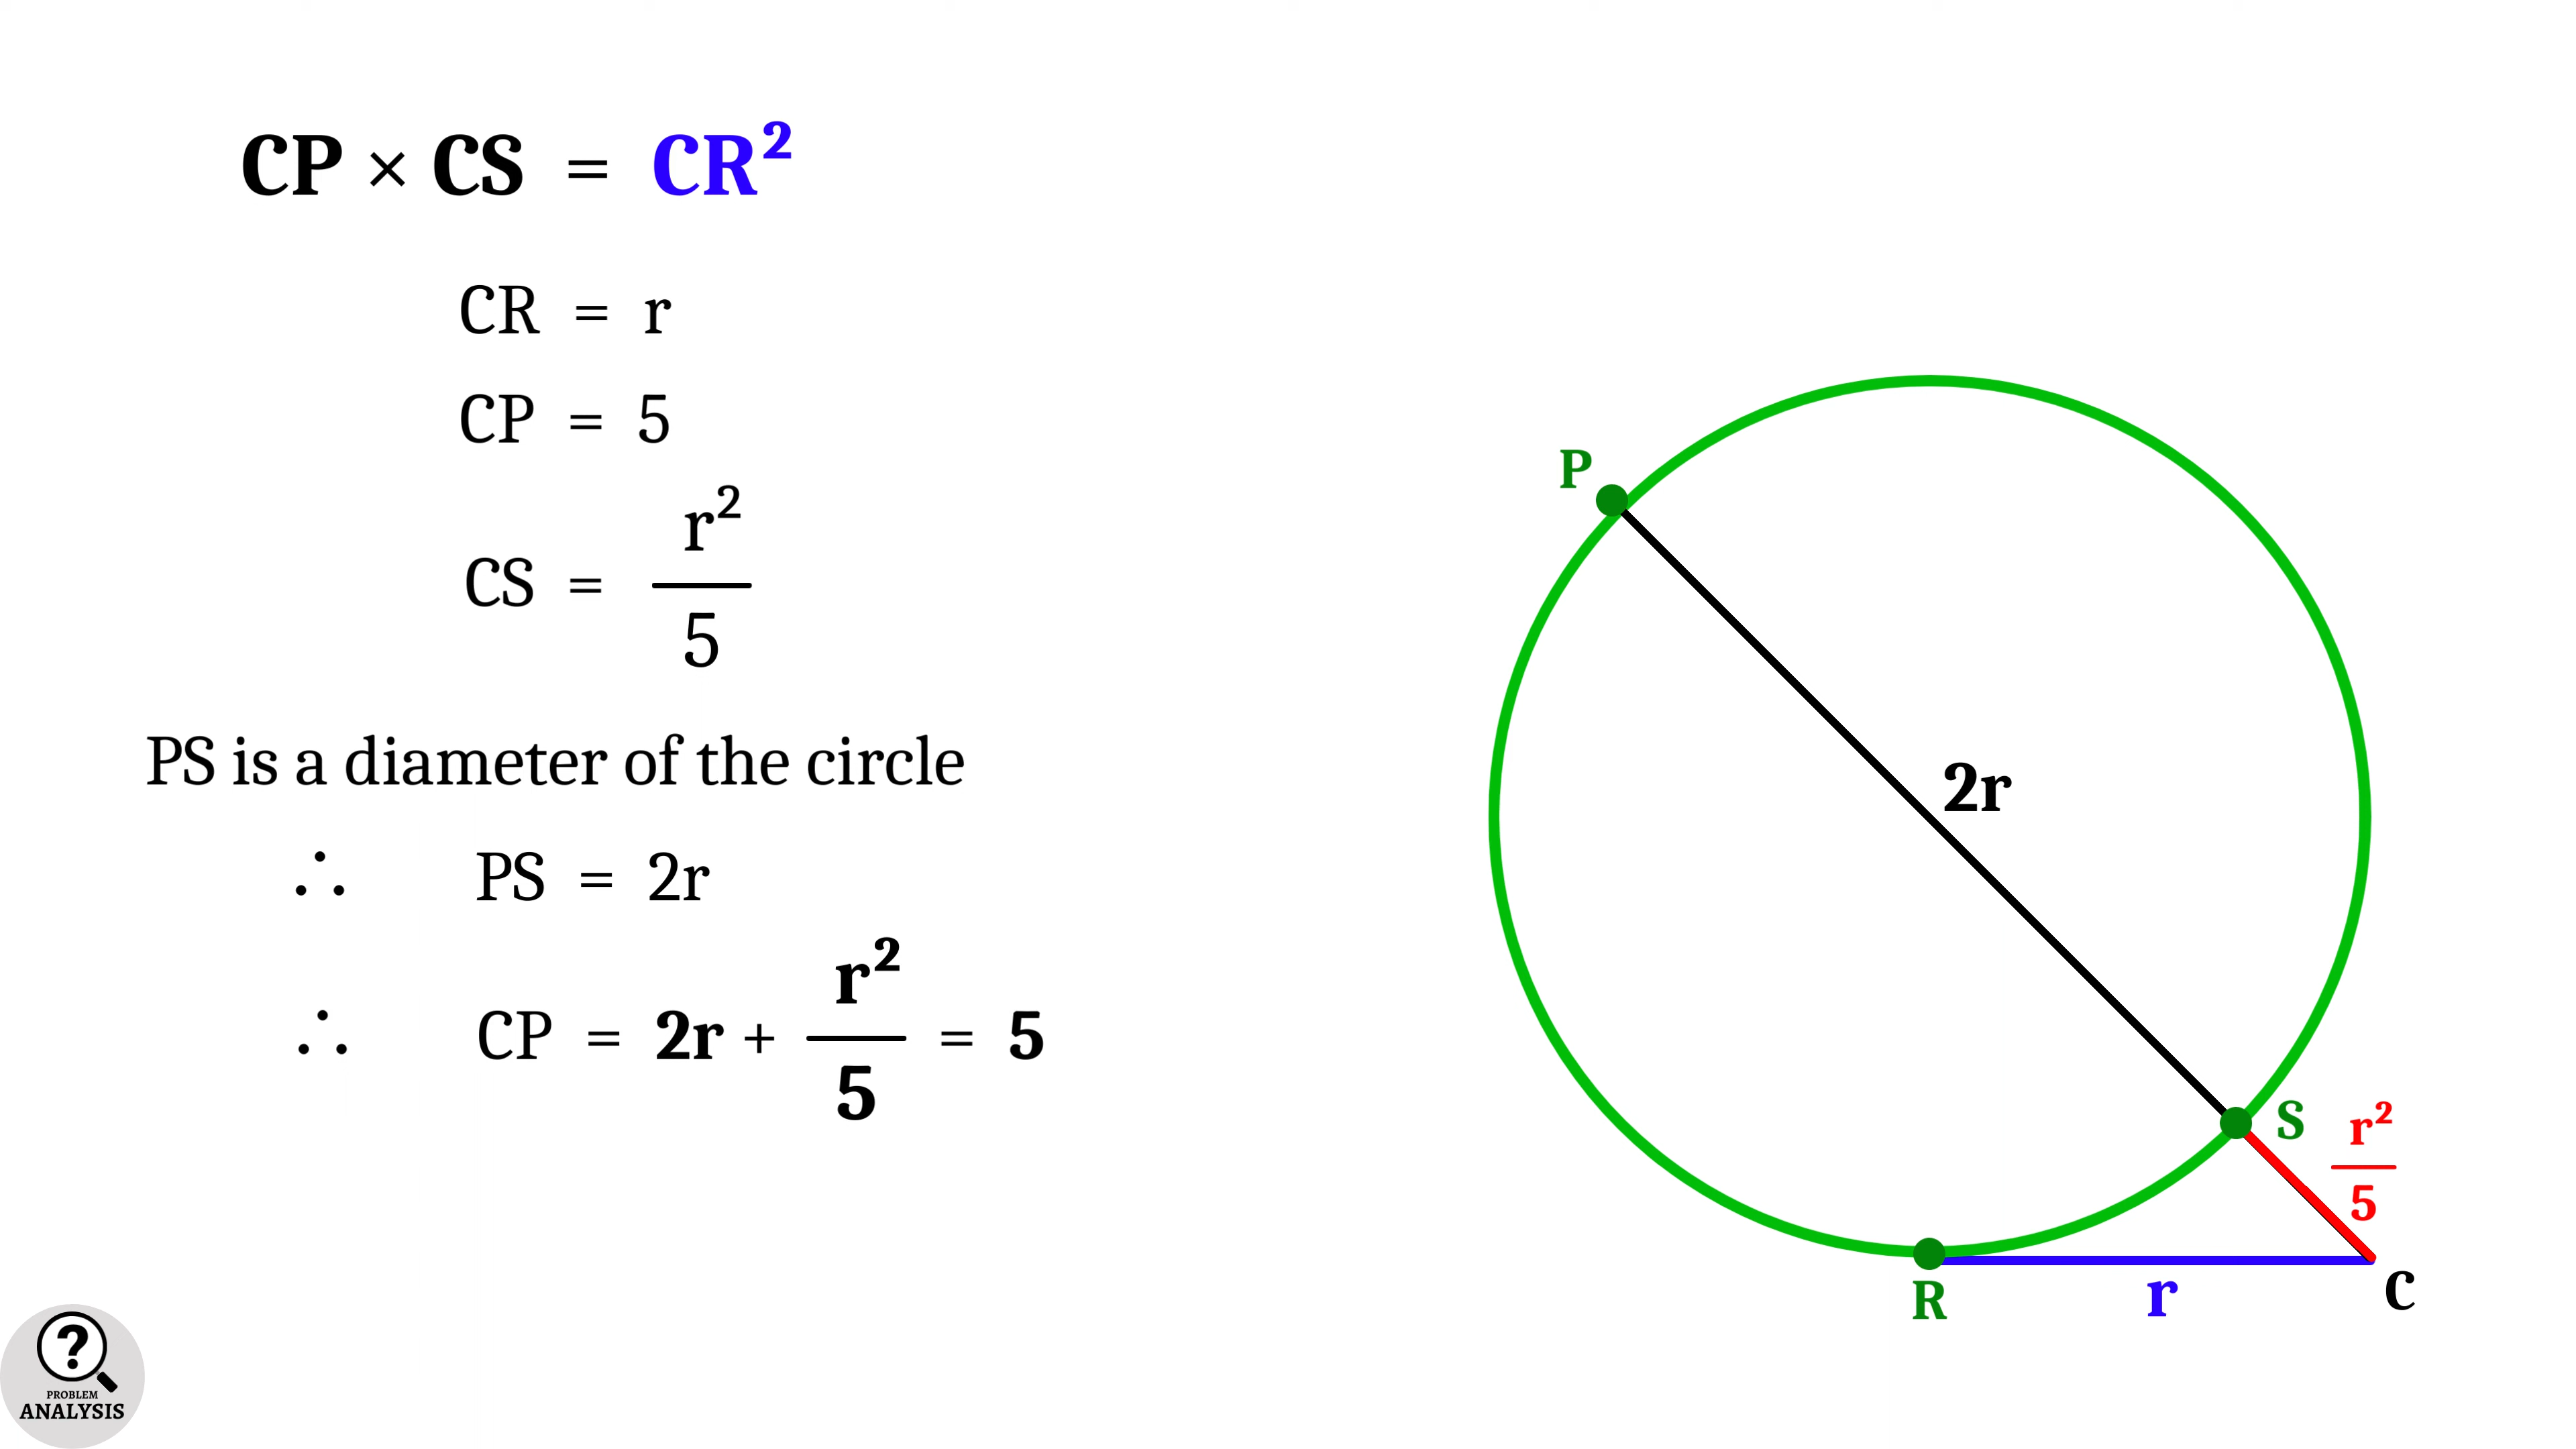 CP × CS = CR²
CR = r
CP = 5
CS = r²/5
PS is a diameter of the circle
∴ PS = 2r
∴ CP = 2r + r²/5 = 5
P
2r
S
r²/5
R
r
C
?
PROBLEM
ANALYSIS